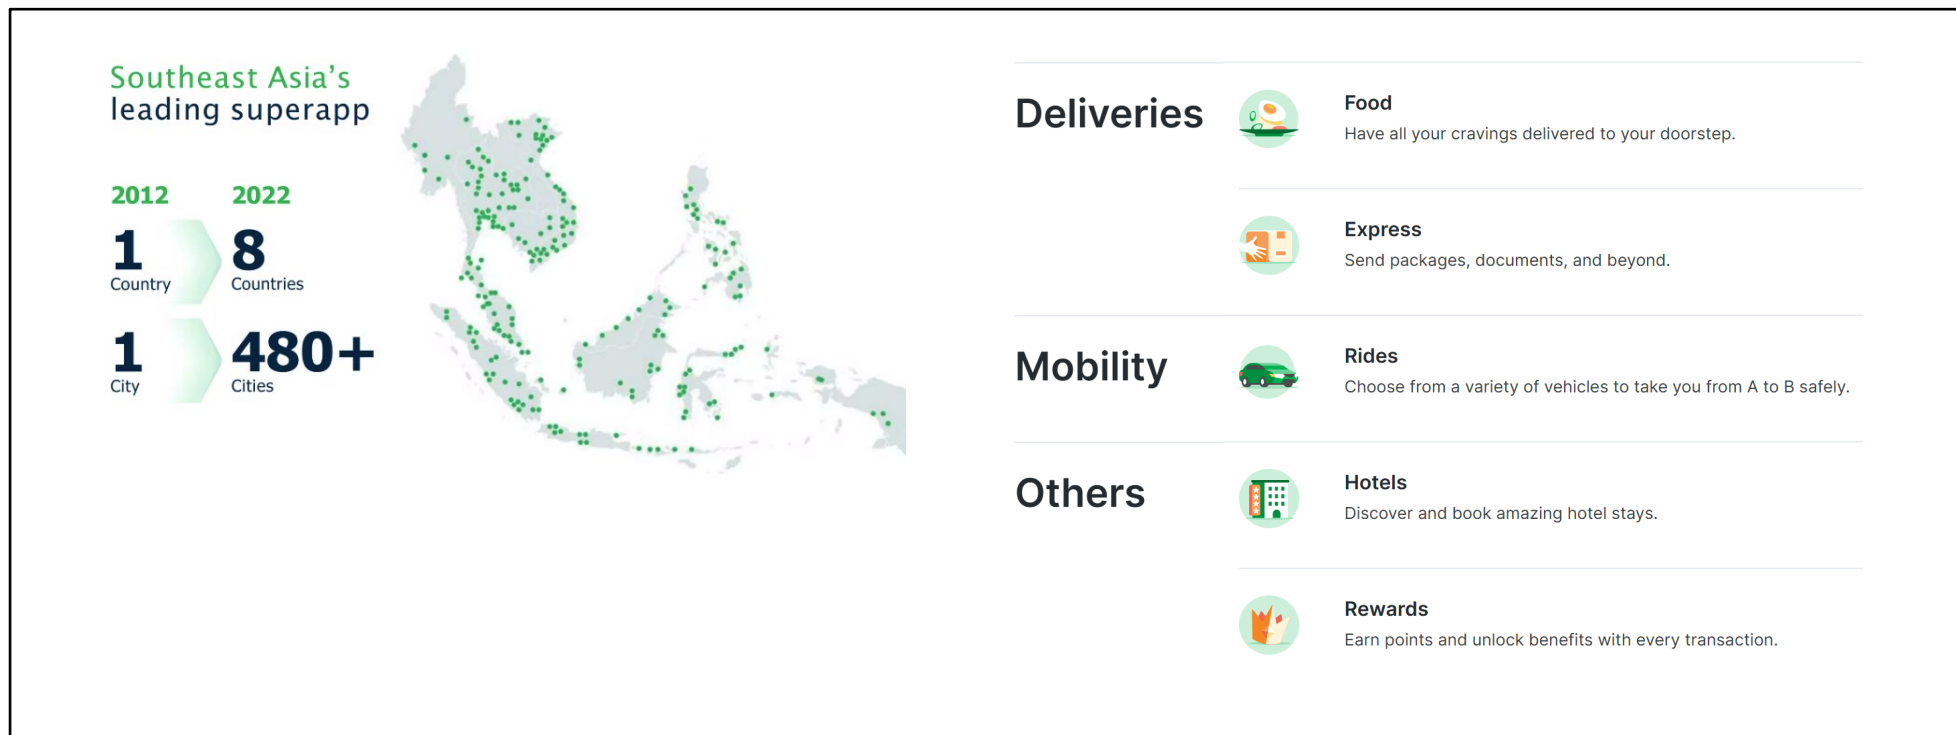 Southeast Asia's
leading superapp
2012 2022
1 8
Country Countries
1 480+
City Cities
Deliveries
Food
Have all your cravings delivered to your doorstep.
Express
Send packages, documents, and beyond.
Mobility
Rides
Choose from a variety of vehicles to take you from A to B safely.
Others
Hotels
Discover and book amazing hotel stays.
Rewards
Earn points and unlock benefits with every transaction.